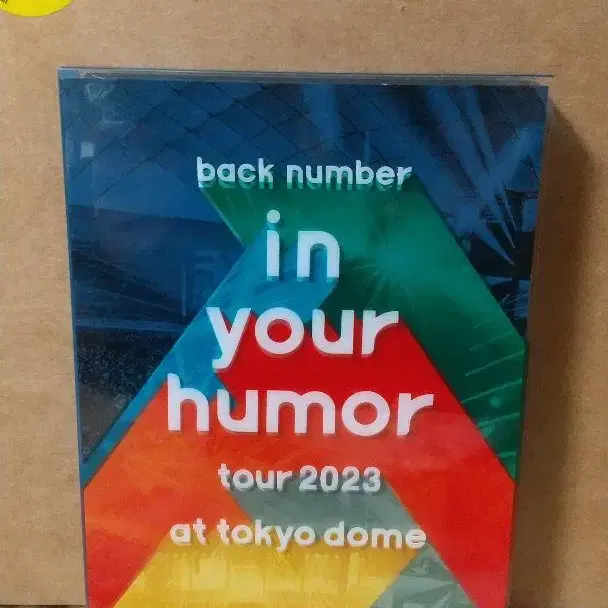 back number
in
your
humor
tour 2023
at tokyo dome